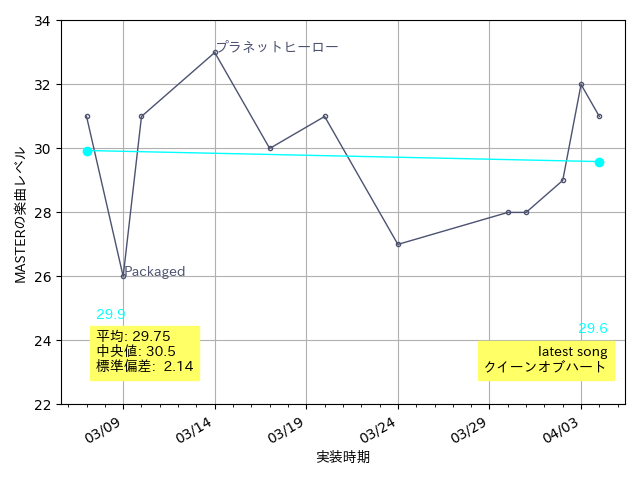 34
32
30
28
26
24
22
MASTERの楽曲レベル
プラネットヒーロー
Packaged
29.9
平均: 29.75
中央値: 30.5
標準偏差: 2.14
29.6
latest song
クイーンオブハート
03/09
03/14
03/19
03/24
03/29
04/03
実装時期